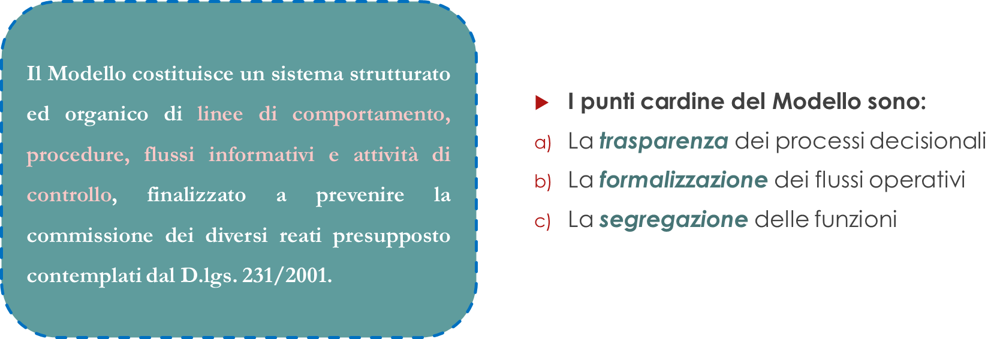 Il Modello costituisce un sistema strutturato
ed organico di linee di comportamento,
procedure, flussi informativi e attività di
controllo, finalizzato a prevenire la
commissione dei diversi reati presupposto
contemplati dal D.lgs. 231/2001.
I punti cardine del Modello sono:
a) La trasparenza dei processi decisionali
b) La formalizzazione dei flussi operativi
c) La segregazione delle funzioni